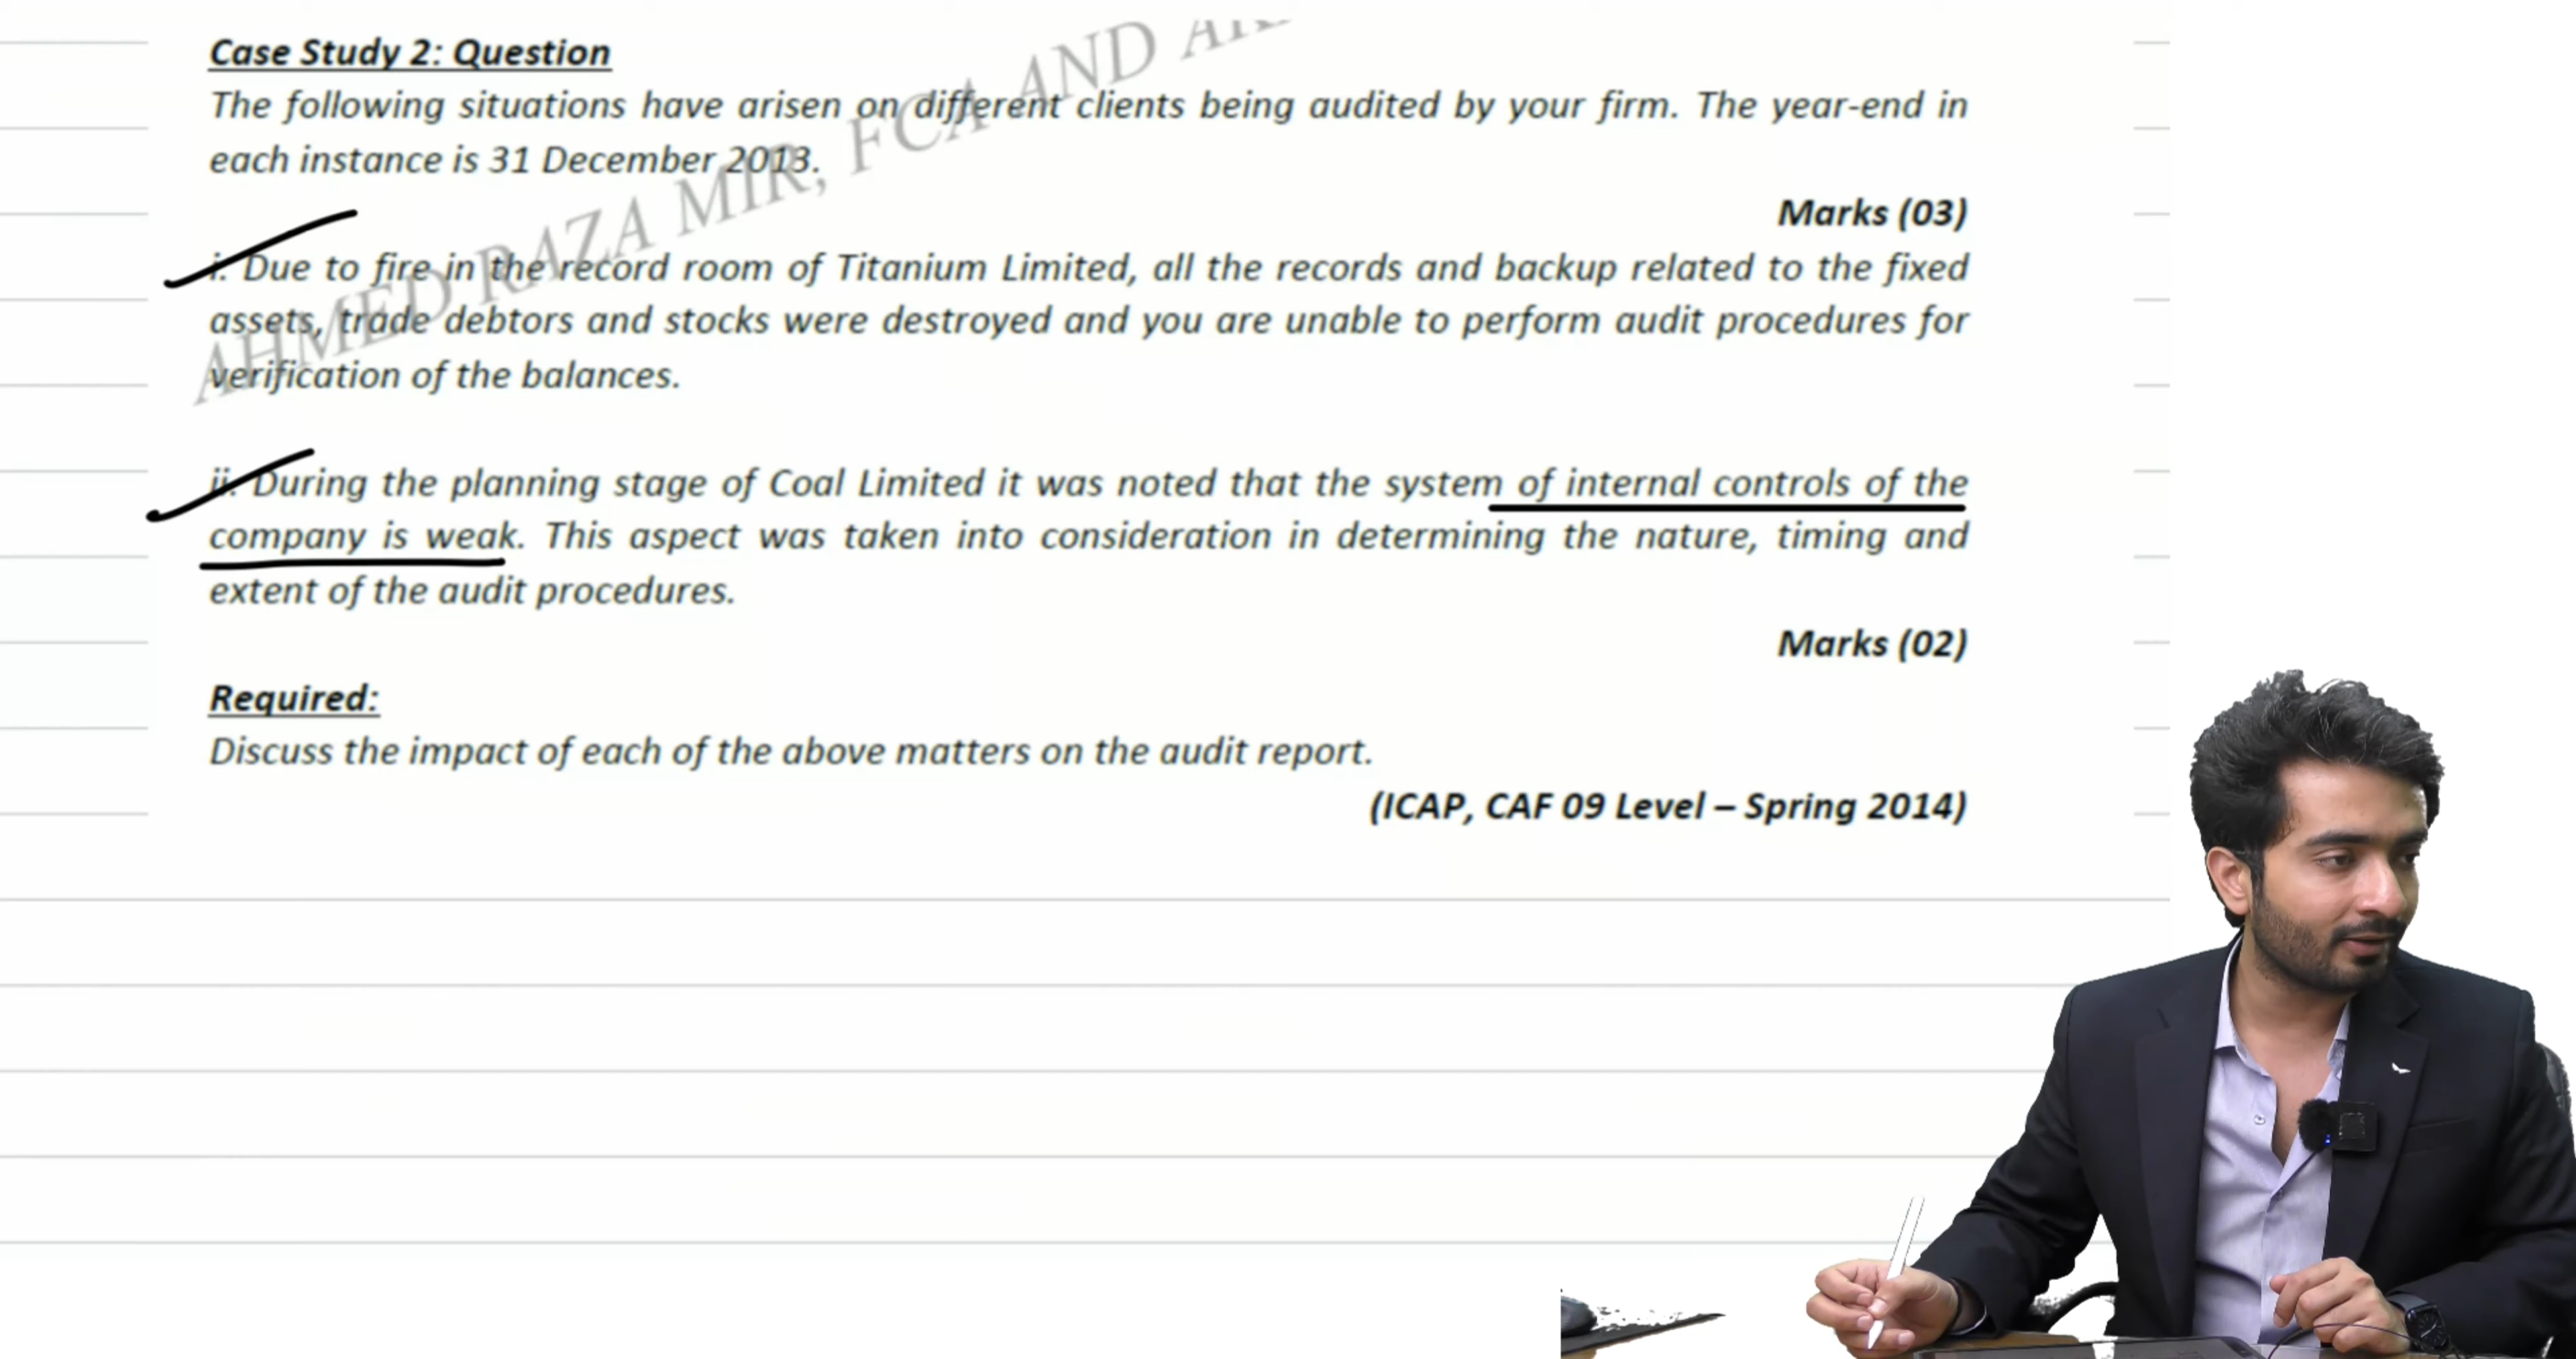 Case Study 2: Question
The following situations have arisen on different clients being audited by your firm. The year-end in
each instance is 31 December 2013.
Marks (03)
i. Due to fire in the record room of Titanium Limited, all the records and backup related to the fixed
assets, trade debtors and stocks were destroyed and you are unable to perform audit procedures for
verification of the balances.
ii. During the planning stage of Coal Limited it was noted that the system of internal controls of the
company is weak. This aspect was taken into consideration in determining the nature, timing and
extent of the audit procedures.
Marks (02)
Required:
Discuss the impact of each of the above matters on the audit report.
(ICAP, CAF 09 Level – Spring 2014)
AHMED RAZA MIR, FCA AND